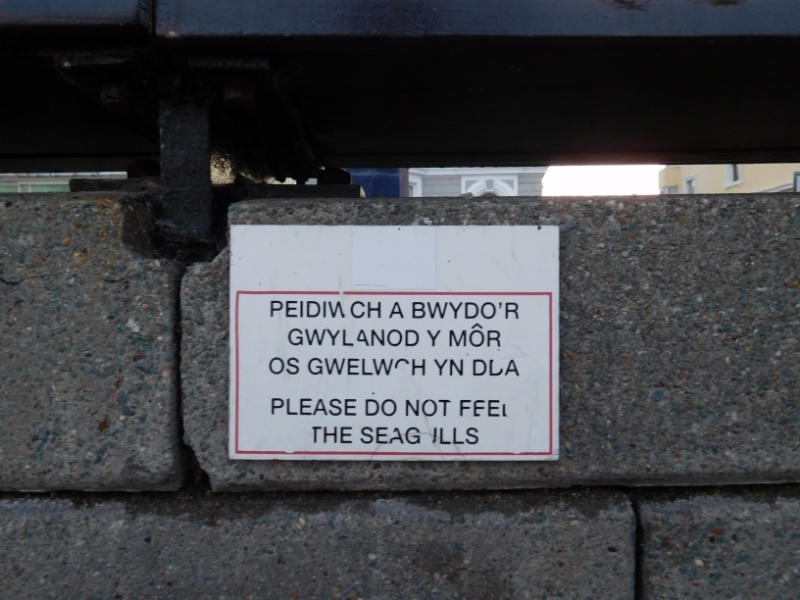 PEIDIWCH A BWYDO'R
GWYLANOD Y MÔR
OS GWELWCH YN DDA
PLEASE DO NOT FEED
THE SEAGULLS